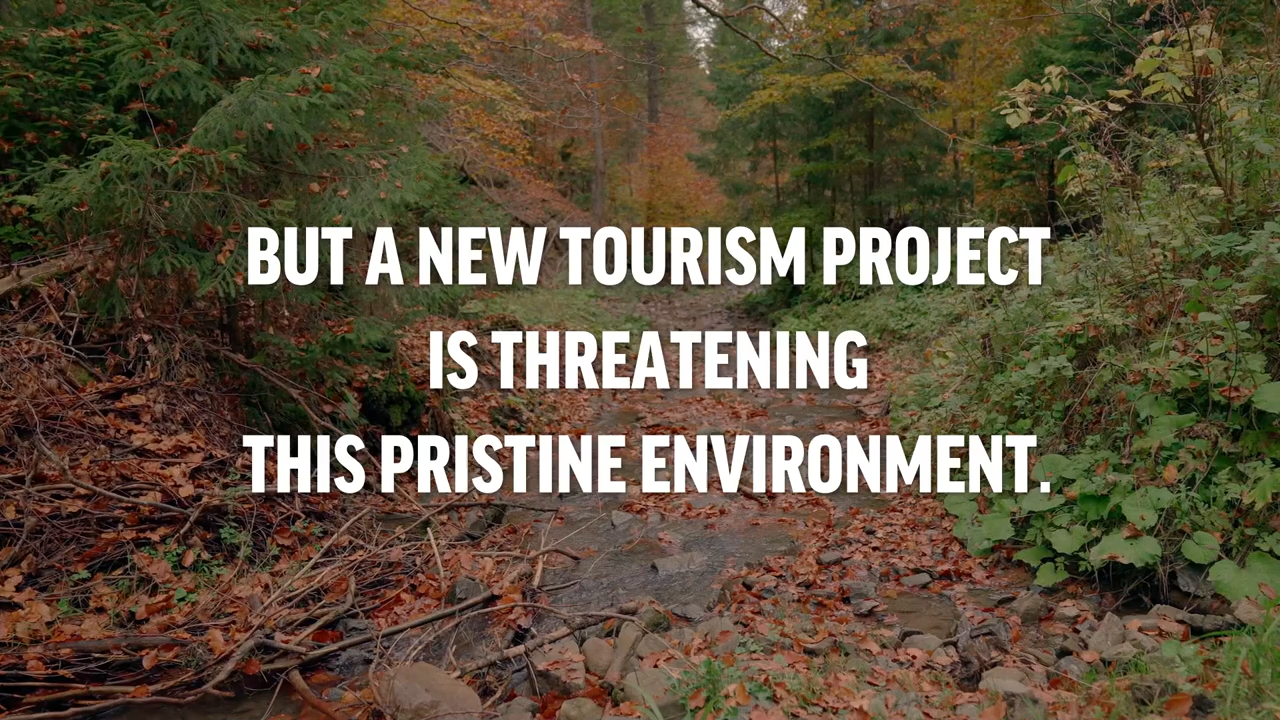 BUT A NEW TOURISM PROJECT
IS THREATENING
THIS PRISTINE ENVIRONMENT.